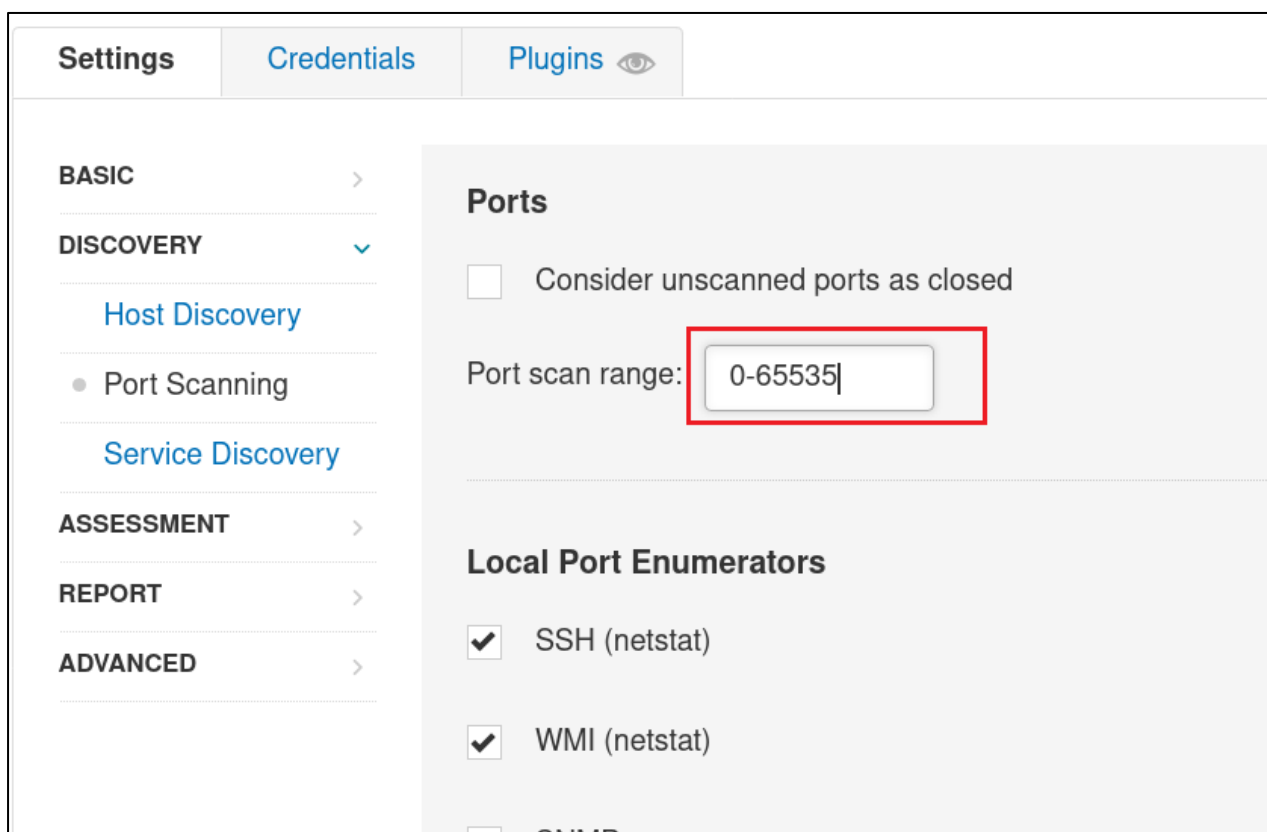 Settings Credentials Plugins
BASIC
DISCOVERY
Host Discovery
Port Scanning
Service Discovery
ASSESSMENT
REPORT
ADVANCED
Ports
Consider unscanned ports as closed
Port scan range: 0-65535
Local Port Enumerators
SSH (netstat)
WMI (netstat)